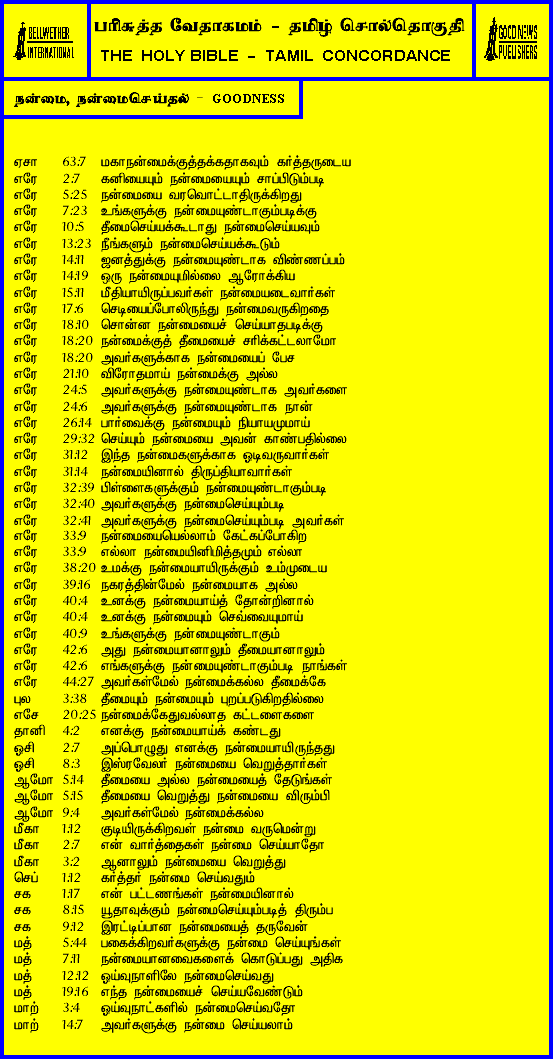 BELLWETHER
INTERNATIONAL
பரிசுத்த வேதாகமம் – தமிழ் சொல்தொகுதி
THE HOLY BIBLE – TAMIL CONCORDANCE
GOOD NEWS
PUBLISHERS
நன்மை, நன்மைசெய்தல் – GOODNESS
ஏசா 63:7 மகாநன்மைக்குத்தக்கதாகவும் கர்த்தருடைய
எரே 2:7 கனியையும் நன்மையையும் சாப்பிடும்படி
எரே 5:25 நன்மையை வரவொட்டாதிருக்கிறது
எரே 7:23 உங்களுக்கு நன்மையுண்டாகும்படிக்கு
எரே 10:5 தீமைசெய்யக்கூடாது நன்மைசெய்யவும்
எரே 13:23 நீங்களும் நன்மைசெய்யக்கூடும்
எரே 14:11 ஜனத்துக்கு நன்மையுண்டாக விண்ணப்பம்
எரே 14:19 ஒரு நன்மையுமில்லை ஆரோக்கிய
எரே 15:11 மீதியாயிருப்பவர்கள் நன்மையடைவார்கள்
எரே 17:6 செடியைப்போலிருந்து நன்மைவருகிறதை
எரே 18:10 சொன்ன நன்மையைச் செய்யாதபடிக்கு
எரே 18:20 நன்மைக்குத் தீமையைச் சரிக்கட்டலாமோ
எரே 18:20 அவர்களுக்காக நன்மையைப் பேச
எரே 21:10 விரோதமாய் நன்மைக்கு அல்ல
எரே 24:5 அவர்களுக்கு நன்மையுண்டாக அவர்களை
எரே 24:6 அவர்களுக்கு நன்மையுண்டாக நான்
எரே 26:14 பார்வைக்கு நன்மையும் நியாயமுமாய்
எரே 29:32 செய்யும் நன்மையை அவன் காண்பதில்லை
எரே 31:12 இந்த நன்மைகளுக்காக ஓடிவருவார்கள்
எரே 31:14 நன்மையினால் திருப்தியாவார்கள்
எரே 32:39 பிள்ளைகளுக்கும் நன்மையுண்டாகும்படி
எரே 32:40 அவர்களுக்கு நன்மைசெய்யும்படி
எரே 32:41 அவர்களுக்கு நன்மைசெய்யும்படி அவர்கள்
எரே 33:9 நன்மையையெல்லாம் கேட்கப்போகிற
எரே 33:9 எல்லா நன்மையினிமித்தமும் எல்லா
எரே 38:20 உமக்கு நன்மையாயிருக்கும் உம்முடைய
எரே 39:16 நகரத்தின்மேல் நன்மையாக அல்ல
எரே 40:4 உனக்கு நன்மையாய்த் தோன்றினால்
எரே 40:4 உனக்கு நன்மையும் செவ்வையுமாய்
எரே 40:9 உங்களுக்கு நன்மையுண்டாகும்
எரே 42:6 அது நன்மையானாலும் தீமையானாலும்
எரே 42:6 எங்களுக்கு நன்மையுண்டாகும்படி நாங்கள்
எரே 44:27 அவர்கள்மேல் நன்மைக்கல்ல தீமைக்கே
புல 3:38 தீமையும் நன்மையும் புறப்படுகிறதில்லை
எசே 20:25 நன்மைக்கேதுவல்லாத கட்டளைகளை
தானி 4:2 எனக்கு நன்மையாய்க் கண்டது
ஓசி 2:7 அப்பொழுது எனக்கு நன்மையாயிருந்தது
ஓசி 8:3 இஸ்ரவேலர் நன்மையை வெறுத்தார்கள்
ஆமோ 5:14 தீமையை அல்ல நன்மையைத் தேடுங்கள்
ஆமோ 5:15 தீமையை வெறுத்து நன்மையை விரும்பி
ஆமோ 9:4 அவர்கள்மேல் நன்மைக்கல்ல
மீகா 1:12 குடியிருக்கிறவள் நன்மை வருமென்று
மீகா 2:7 என் வார்த்தைகள் நன்மை செய்யாதோ
மீகா 3:2 ஆனாலும் நன்மையை வெறுத்து
செப் 1:12 கர்த்தர் நன்மை செய்வதும்
சக 1:17 என் பட்டணங்கள் நன்மையினால்
சக 8:15 யூதாவுக்கும் நன்மைசெய்யும்படித் திரும்ப
சக 9:12 இரட்டிப்பான நன்மையைத் தருவேன்
மத் 5:44 பகைக்கிறவர்களுக்கு நன்மை செய்யுங்கள்
மத் 7:11 நன்மையானவைகளைக் கொடுப்பது அதிக
மத் 12:12 ஓய்வுநாளிலே நன்மைசெய்வது
மத் 19:16 எந்த நன்மையைச் செய்யவேண்டும்
மாற் 3:4 ஓய்வுநாட்களில் நன்மைசெய்வதோ
மாற் 14:7 அவர்களுக்கு நன்மை செய்யலாம்